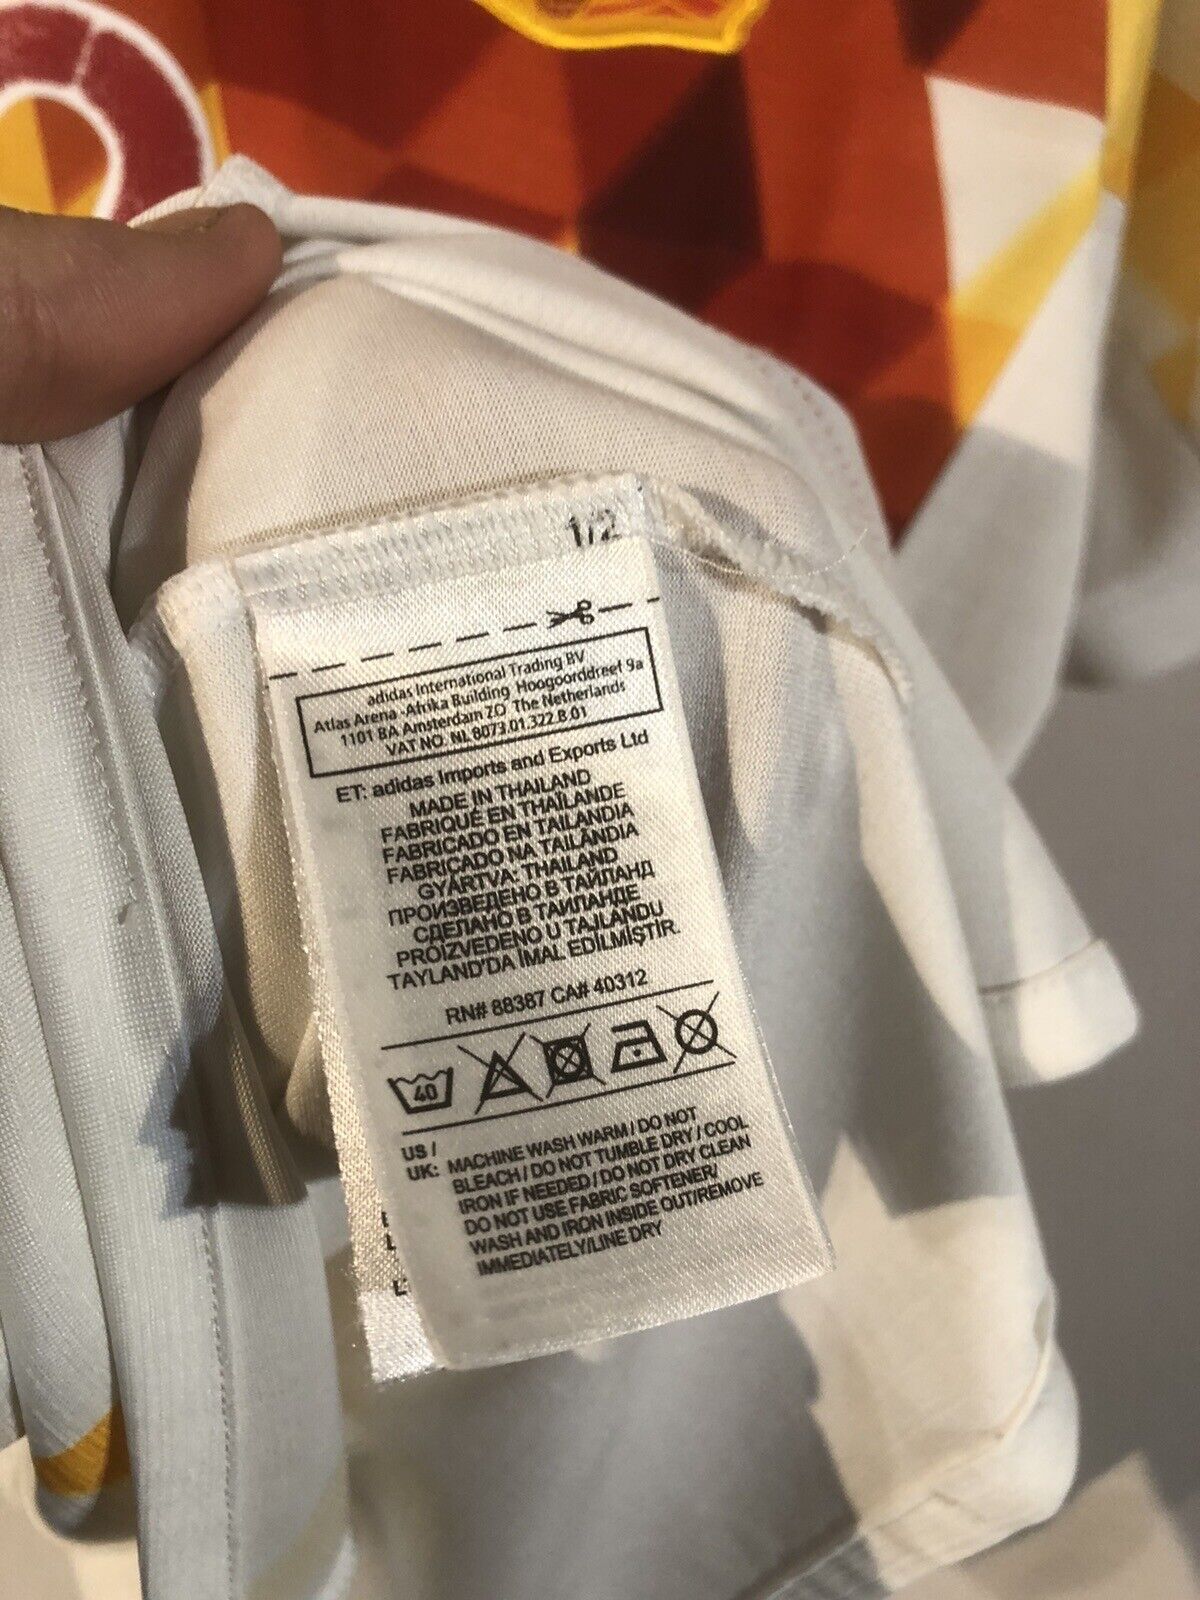 1/2
adidas International Trading BV
Atlas Arena -Afrika Building Hoogoorddreef 9a
1101 BA Amsterdam ZO The Netherlands
VAT NO. NL 8073.01.322.B.01
ET: adidas Imports and Exports Ltd
MADE IN THAILAND
FABRIQUÉ EN THAÏLANDE
FABRICADO EN TAILANDIA
FABRICADO NA TAILÂNDIA
GYÁRTVA: THAILAND
ПРОИЗВЕДЕНО В ТАЙЛАНД
СДЕЛАНО В ТАИЛАНДЕ
PROIZVEDENO U TAJLANDU
TAYLAND'DA İMAL EDİLMİŞTİR.
RN# 88387 CA# 40312
40
US /
UK: MACHINE WASH WARM / DO NOT
BLEACH / DO NOT TUMBLE DRY / COOL
IRON IF NEEDED / DO NOT DRY CLEAN
DO NOT USE FABRIC SOFTENER/
WASH AND IRON INSIDE OUT/REMOVE
IMMEDIATELY/LINE DRY